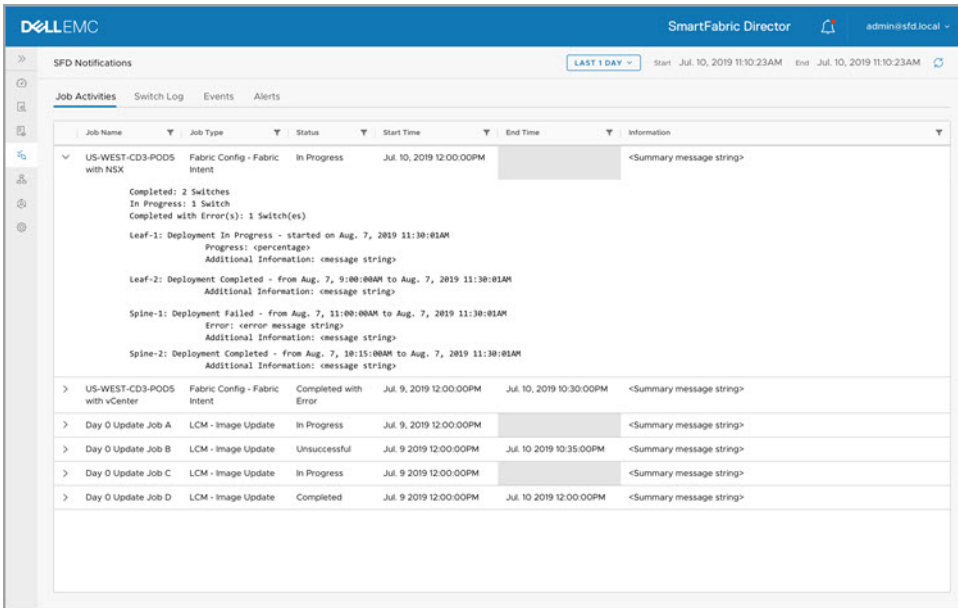 DELLEMC
SmartFabric Director
admin@sfd.local
SFD Notifications
LAST 1 DAY
Start Jul. 10, 2019 11:10:23AM End Jul. 10, 2019 11:10:23AM
Job Activities Switch Log Events Alerts
Job Name Job Type Status Start Time End Time Information
US-WEST-CD3-POD5 Fabric Config - Fabric In Progress Jul. 10, 2019 12:00:00PM <Summary message string>
with NSX Intent
Completed: 2 Switches
In Progress: 1 Switch
Completed with Error(s): 1 Switch(es)
Leaf-1: Deployment In Progress - started on Aug. 7, 2019 11:30:01AM
Progress: <percentage>
Additional Information: <message string>
Leaf-2: Deployment Completed - from Aug. 7, 9:00:00AM to Aug. 7, 2019 11:30:01AM
Additional Information: <message string>
Spine-1: Deployment Failed - from Aug. 7, 11:00:00AM to Aug. 7, 2019 11:30:01AM
Error: <error message string>
Additional Information: <message string>
Spine-2: Deployment Completed - from Aug. 7, 10:15:00AM to Aug. 7, 2019 11:30:01AM
Additional Information: <message string>
US-WEST-CD3-POD5 Fabric Config - Fabric Completed with Jul. 9, 2019 12:00:00PM Jul. 10, 2019 10:30:00PM <Summary message string>
with vCenter Intent Error
Day 0 Update Job A LCM - Image Update In Progress Jul. 9, 2019 12:00:00PM <Summary message string>
Day 0 Update Job B LCM - Image Update Unsuccessful Jul. 9 2019 12:00:00PM Jul. 10 2019 10:35:00PM <Summary message string>
Day 0 Update Job C LCM - Image Update In Progress Jul. 9 2019 12:00:00PM <Summary message string>
Day 0 Update Job D LCM - Image Update Completed Jul. 9 2019 12:00:00PM Jul. 10 2019 12:00:00PM <Summary message string>